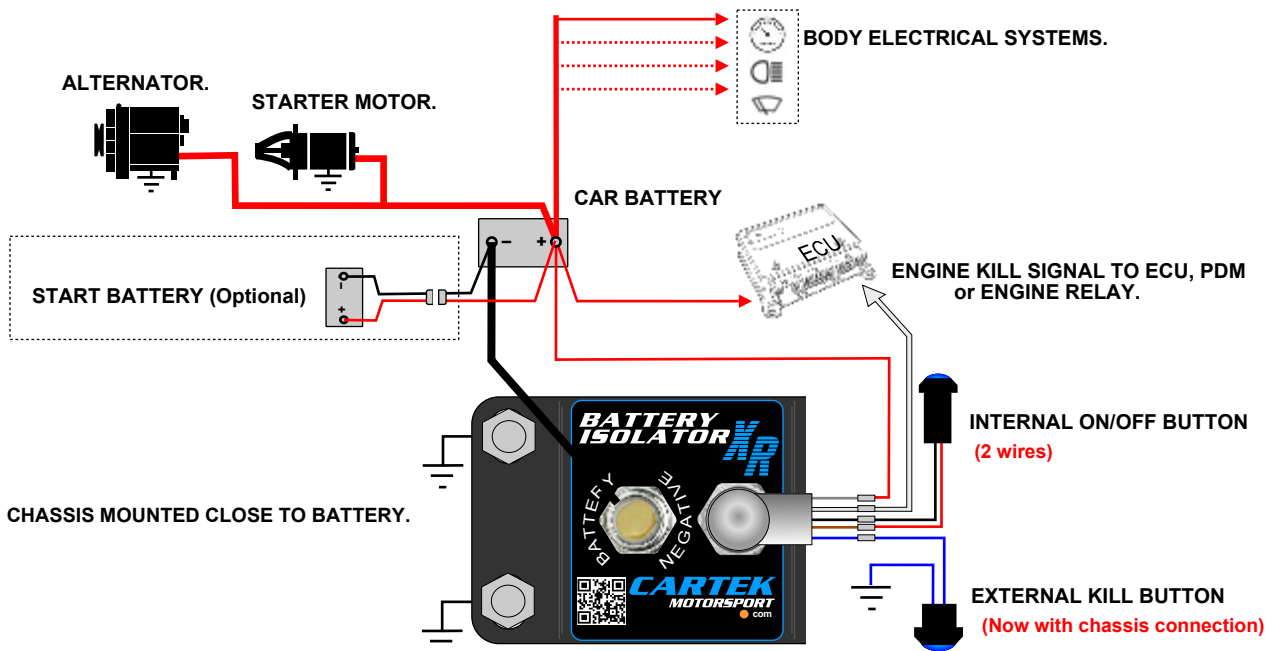 BODY ELECTRICAL SYSTEMS.
ALTERNATOR.
STARTER MOTOR.
CAR BATTERY
- +
START BATTERY (Optional)
-
+
ECU
ENGINE KILL SIGNAL TO ECU, PDM
or ENGINE RELAY.
BATTERY
ISOLATOR XR
INTERNAL ON/OFF BUTTON
(2 wires)
BATTERY NEGATIVE
CHASSIS MOUNTED CLOSE TO BATTERY.
CARTEK
MOTORSPORT
com
EXTERNAL KILL BUTTON
(Now with chassis connection)